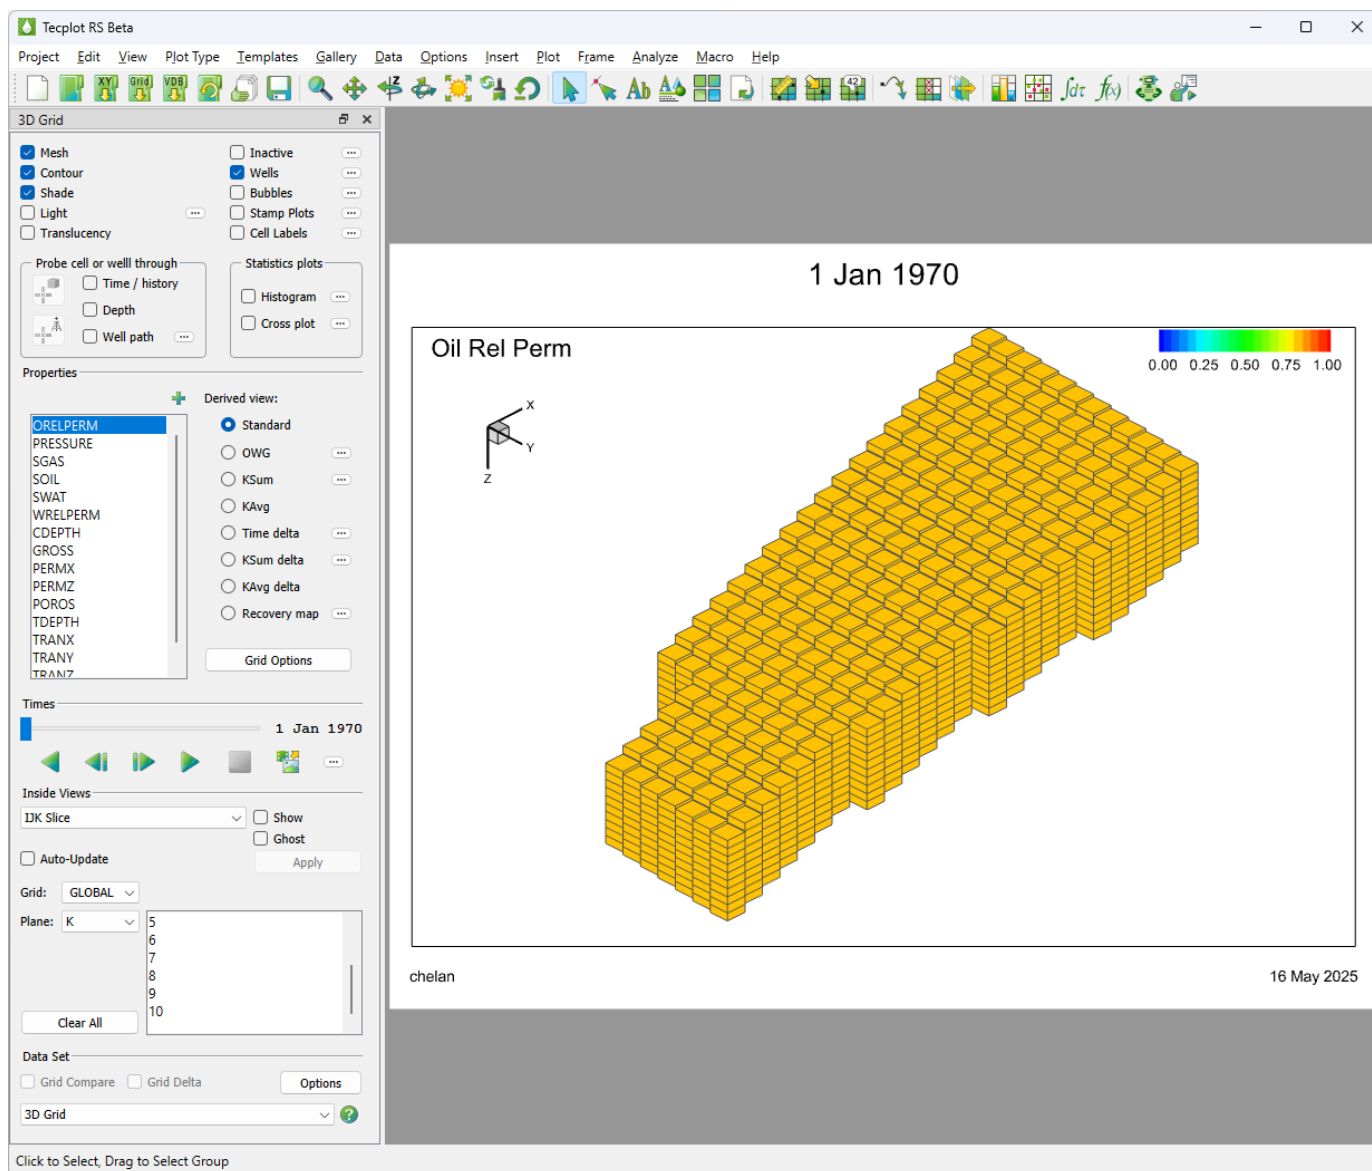 Tecplot RS Beta
Project Edit View Plot Type Templates Gallery Data Options Insert Plot Frame Analyze Macro Help
XY Grid VDB Z Ab 42 ∫dτ f(x)
3D Grid
Mesh Inactive
Contour Wells
Shade Bubbles
Light Stamp Plots
Translucency Cell Labels
Probe cell or welll through Statistics plots
Time / history
Histogram
Depth
Cross plot
Well path
Properties
Derived view:
ORELPERM Standard
PRESSURE
SGAS OWG
SOIL KSum
SWAT
WRELPERM KAvg
CDEPTH Time delta
GROSS
PERMX KSum delta
PERMZ KAvg delta
POROS
TDEPTH Recovery map
TRANX
TRANY Grid Options
TRANZ
Times
1 Jan 1970
Inside Views
IJK Slice Show
Ghost
Auto-Update Apply
Grid: GLOBAL
Plane: K 5
6
7
8
9
10
Clear All
Data Set
Grid Compare Grid Delta Options
3D Grid ?
Click to Select, Drag to Select Group
1 Jan 1970
Oil Rel Perm
0.00 0.25 0.50 0.75 1.00
X
Y
Z
chelan 16 May 2025